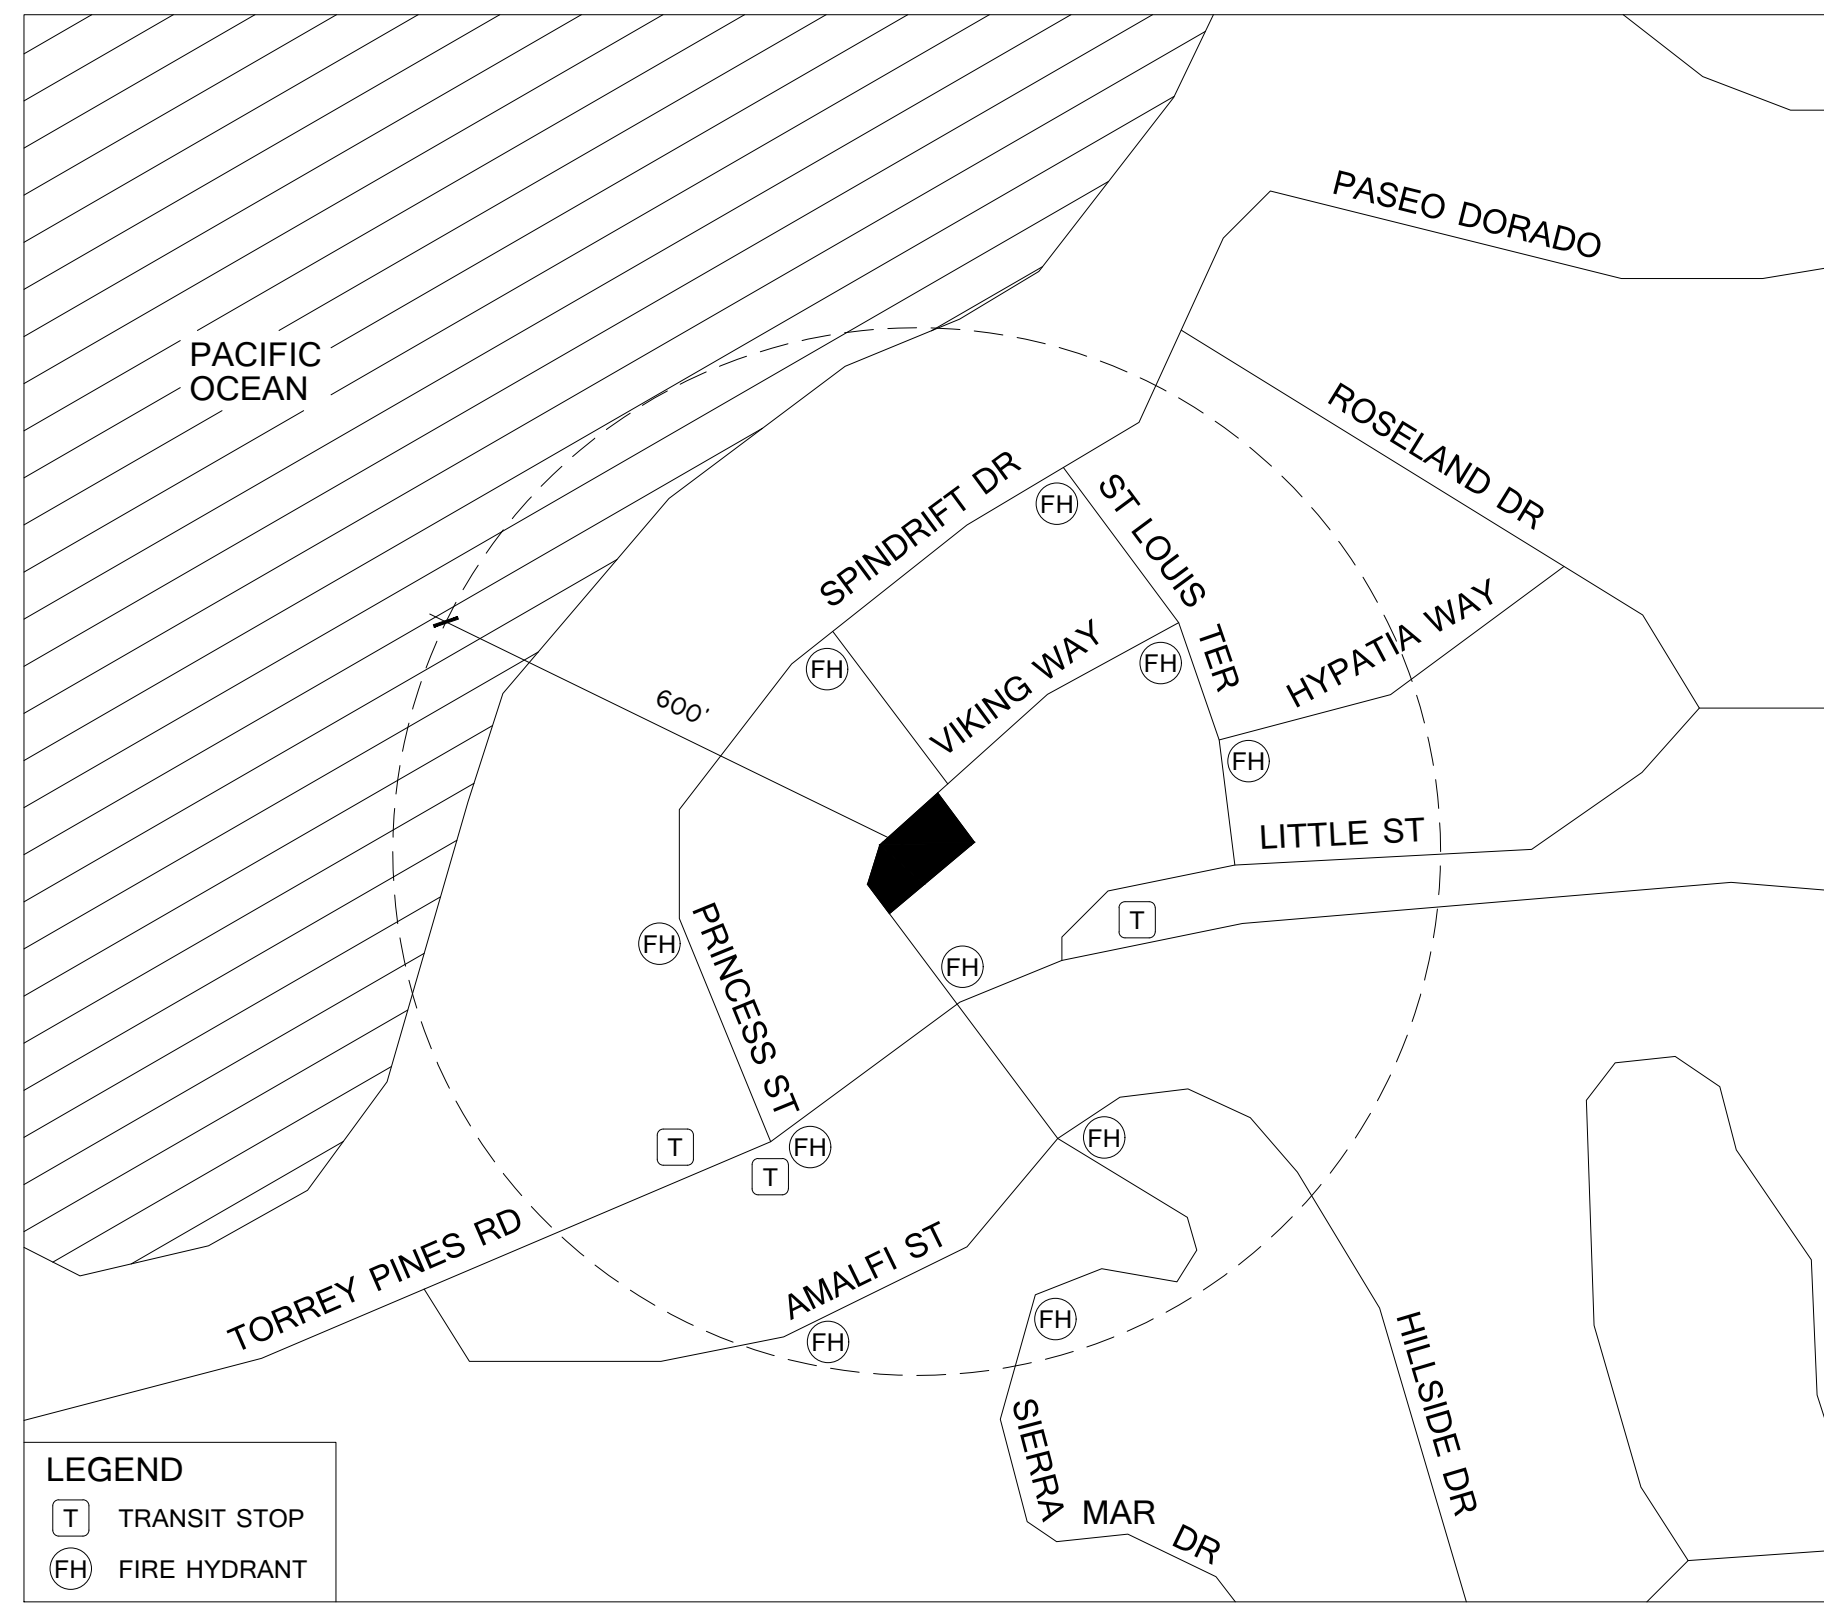 PASEO DORADO
PACIFIC
OCEAN
ROSELAND DR
SPINDRIFT DR
FH
ST LOUIS TER
HYPATIA WAY
VIKING WAY
FH
FH
600'
FH
LITTLE ST
T
PRINCESS ST
FH
FH
T
FH
FH
T
TORREY PINES RD
AMALFI ST
FH
FH
HILLSIDE DR
SIERRA MAR DR
LEGEND
T TRANSIT STOP
FH FIRE HYDRANT